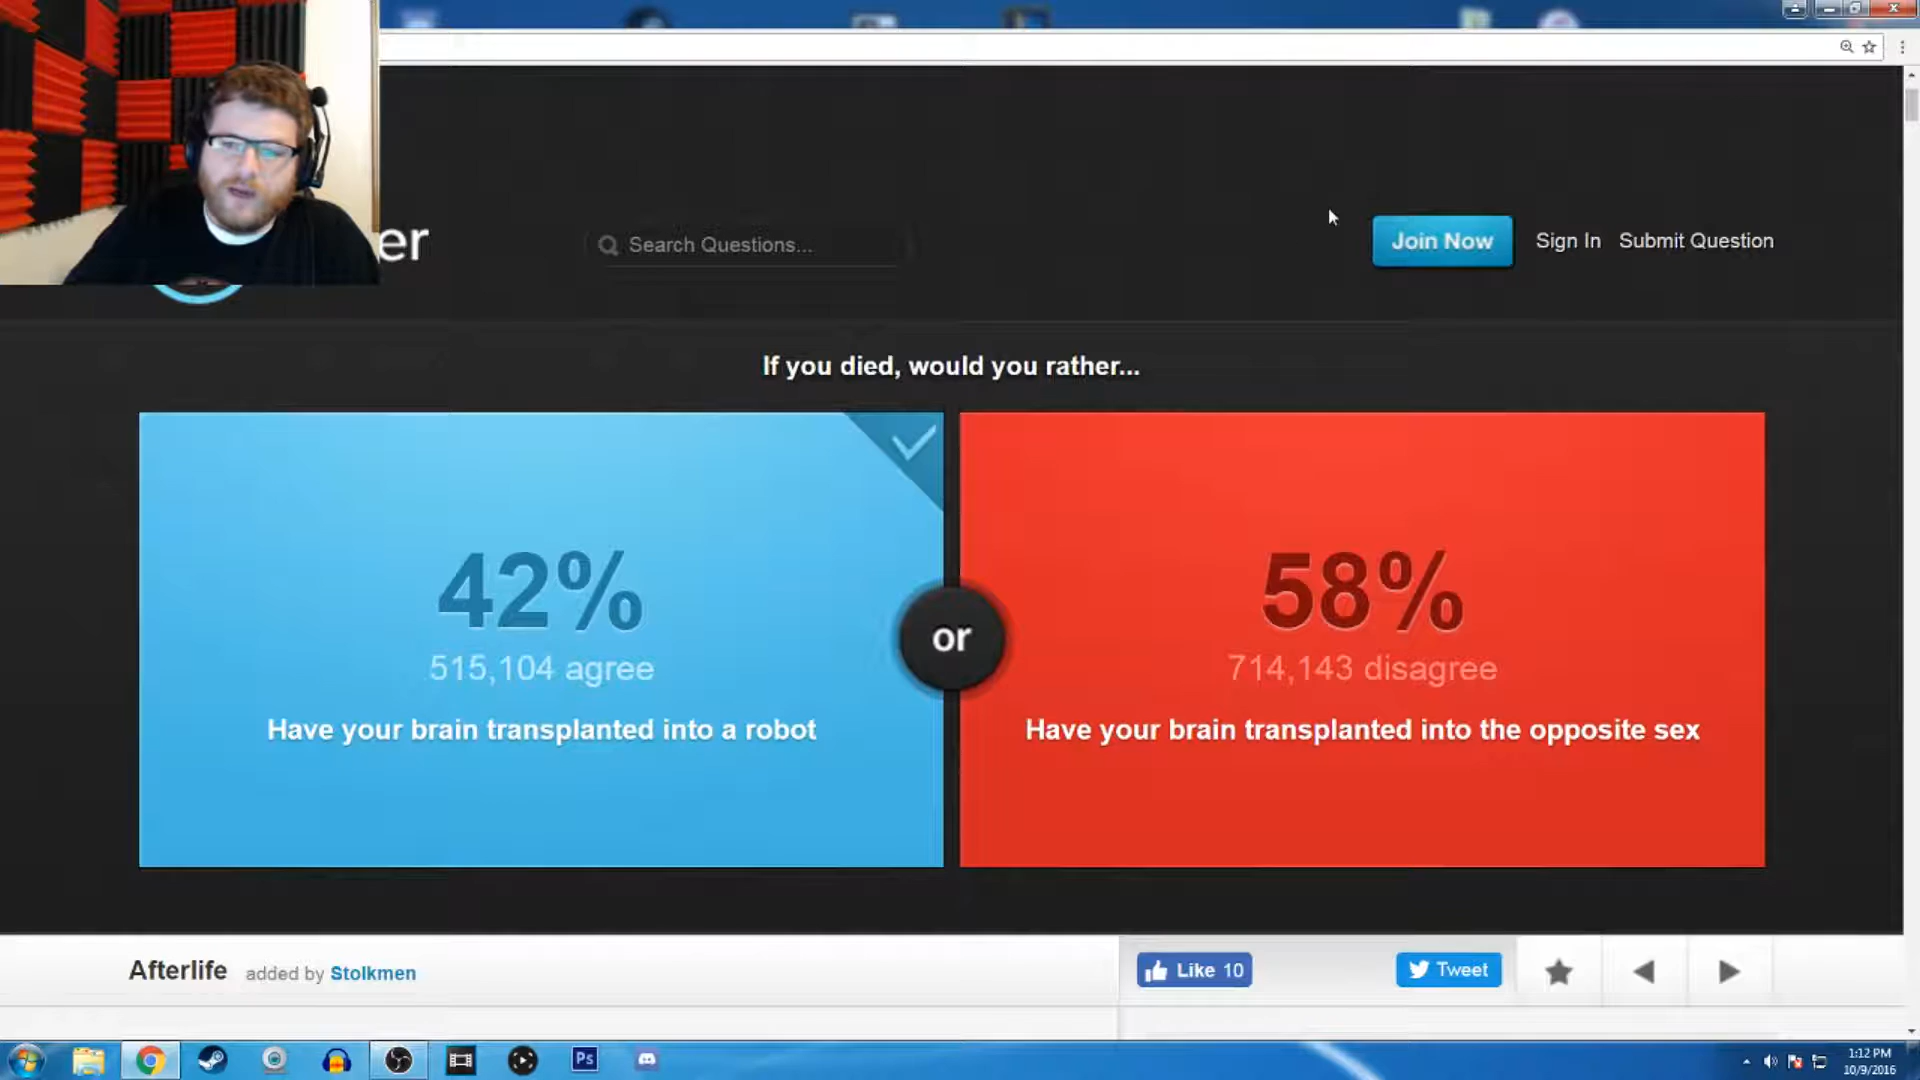 er
Search Questions...
Join Now
Sign In
Submit Question
If you died, would you rather...
42%
515,104 agree
Have your brain transplanted into a robot
or
58%
714,143 disagree
Have your brain transplanted into the opposite sex
Afterlife added by Stolkmen
Like 10
Tweet
Ps
1:12 PM
10/9/2016